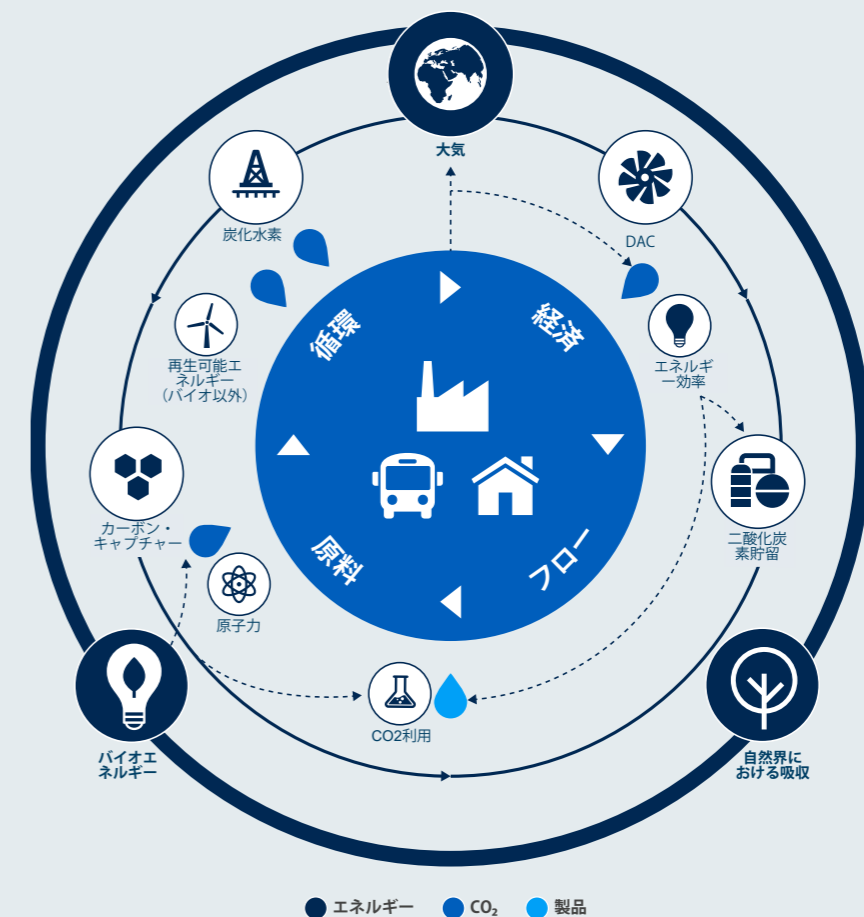 大気
炭化水素
DAC
循環
経済
再生可能エ
ネルギー
（バイオ以外）
エネルギ
ー効率
カーボン・
キャプチャー
二酸化炭
素貯留
原料
フロー
原子力
CO2利用
バイオエ
ネルギー
自然界に
おける吸収
エネルギー CO₂ 製品